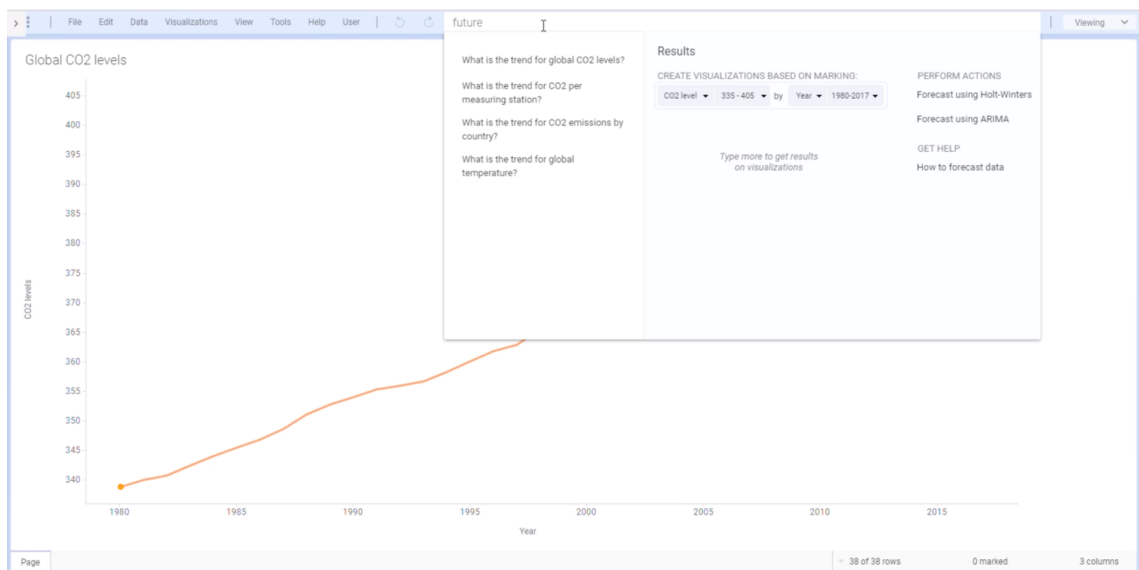 File Edit Data Visualizations View Tools Help User
future
Viewing
Global CO2 levels
What is the trend for global CO2 levels?
What is the trend for CO2 per
measuring station?
What is the trend for CO2 emissions by
country?
What is the trend for global
temperature?
Results
CREATE VISUALIZATIONS BASED ON MARKING:
CO2 level 335 - 405 by Year 1980-2017
Type more to get results
on visualizations
PERFORM ACTIONS
Forecast using Holt-Winters
Forecast using ARIMA
GET HELP
How to forecast data
CO2 levels
405
400
395
390
385
380
375
370
365
360
355
350
345
340
1980 1985 1990 1995 2000 2005 2010 2015
Year
Page
38 of 38 rows
0 marked
3 columns